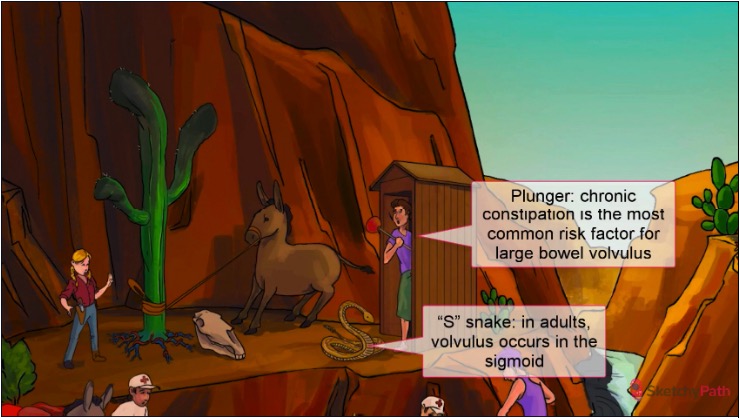 Plunger: chronic
constipation is the most
common risk factor for
large bowel volvulus
“S” snake: in adults,
volvulus occurs in the
sigmoid
SketchyPath